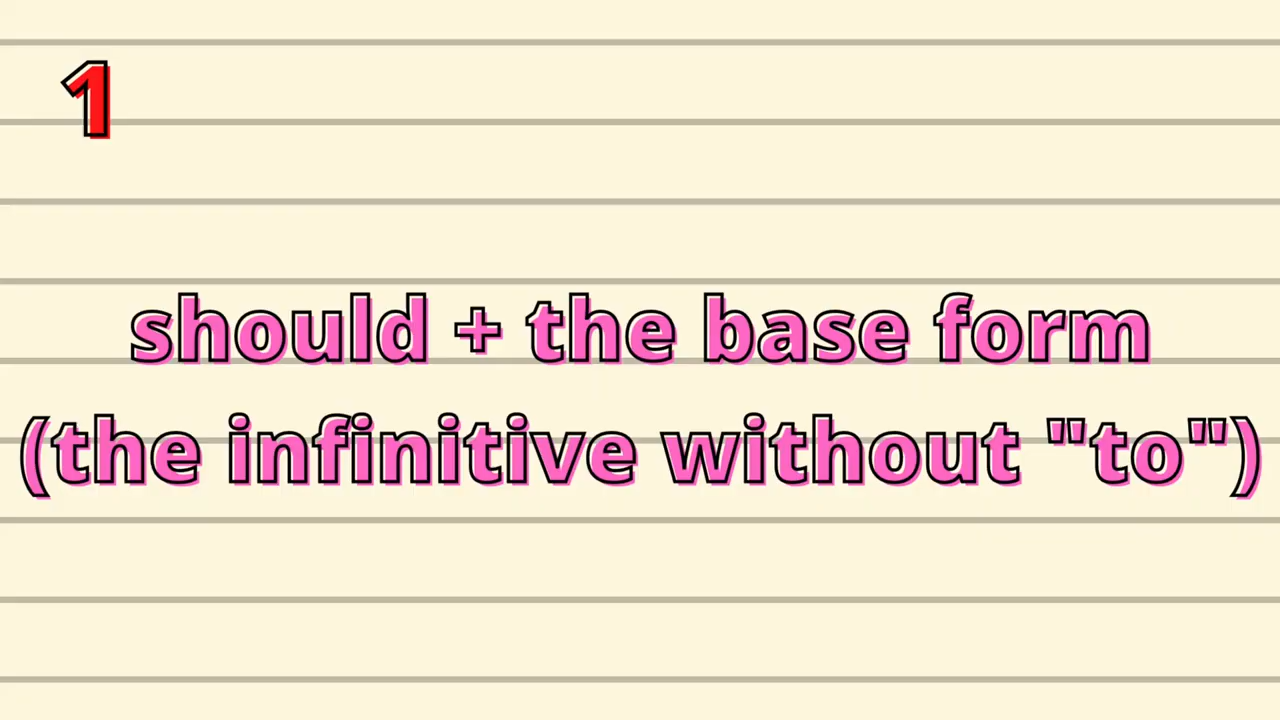 1
should + the base form
(the infinitive without "to")